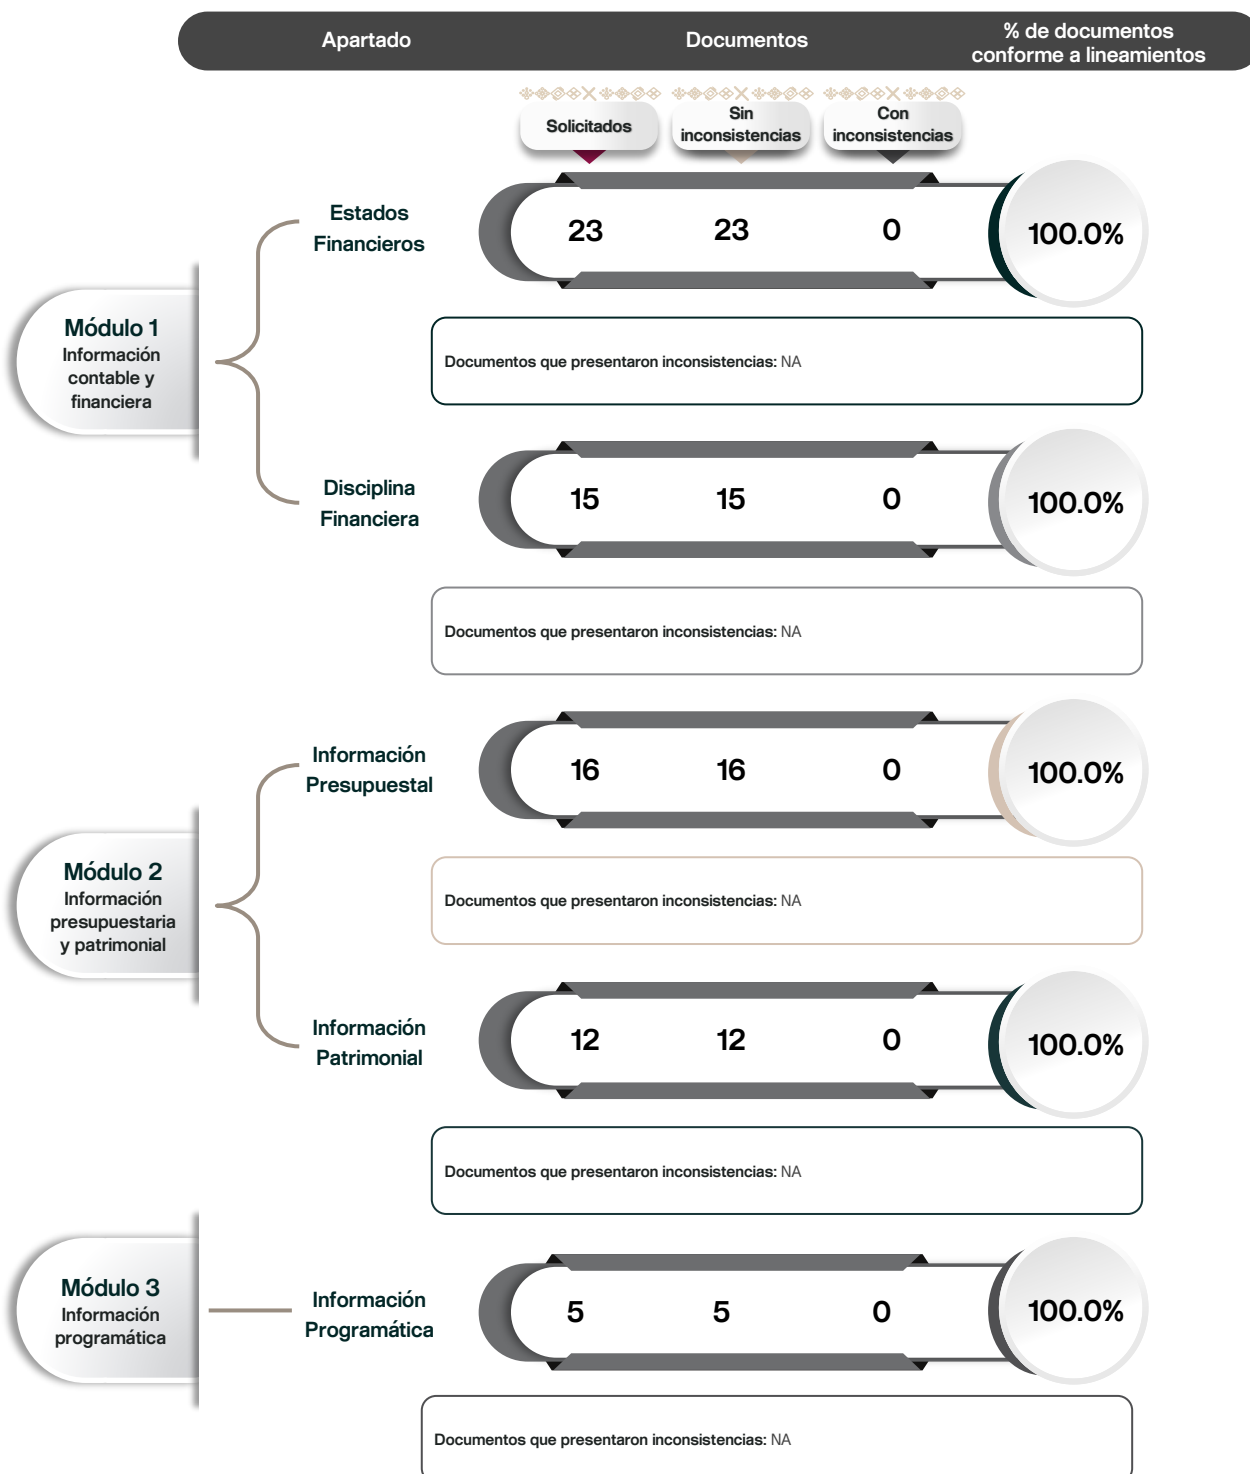 Apartado
Documentos
% de documentos
conforme a lineamientos
Solicitados
Sin
inconsistencias
Con
inconsistencias
Módulo 1
Información
contable y
financiera
Estados
Financieros
23
23
0
100.0%
Documentos que presentaron inconsistencias: NA
Disciplina
Financiera
15
15
0
100.0%
Documentos que presentaron inconsistencias: NA
Módulo 2
Información
presupuestaria
y patrimonial
Información
Presupuestal
16
16
0
100.0%
Documentos que presentaron inconsistencias: NA
Información
Patrimonial
12
12
0
100.0%
Documentos que presentaron inconsistencias: NA
Módulo 3
Información
programática
Información
Programática
5
5
0
100.0%
Documentos que presentaron inconsistencias: NA